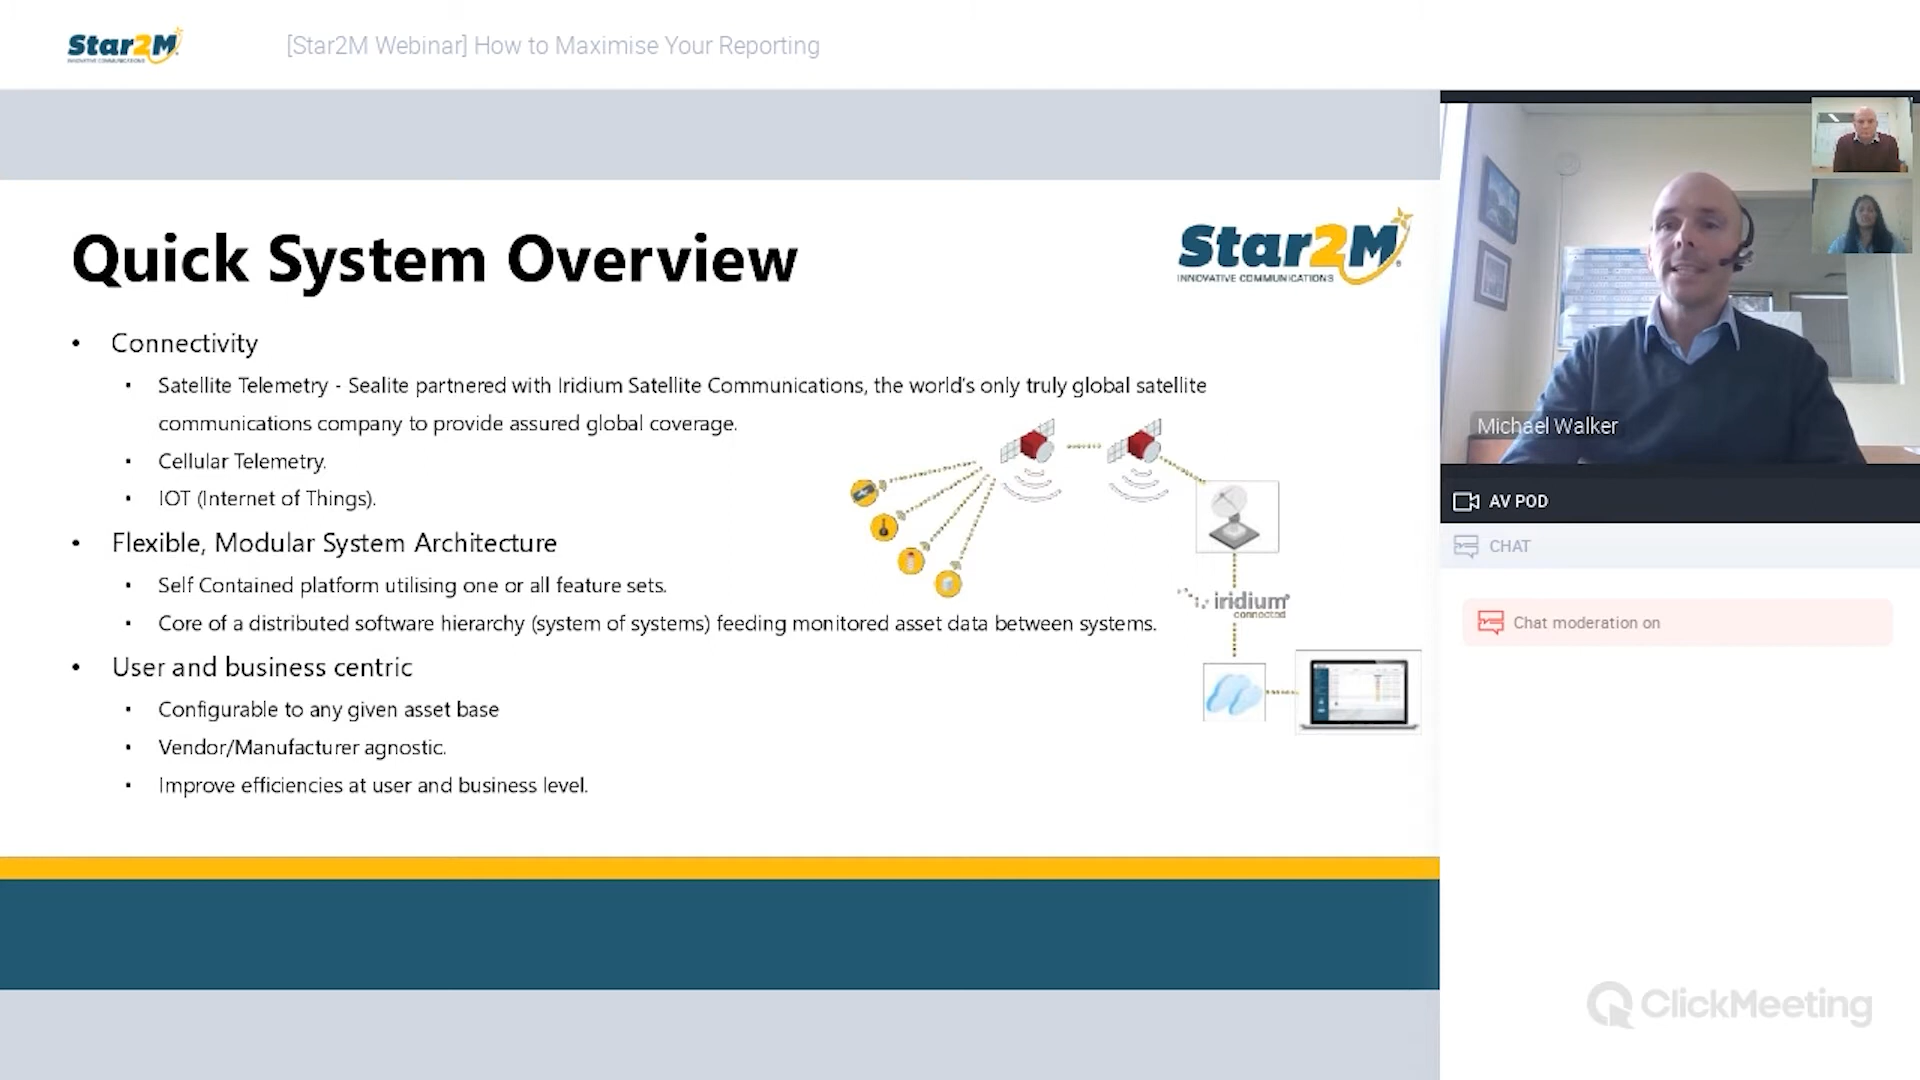 Star2M
INNOVATIVE COMMUNICATIONS
[Star2M Webinar] How to Maximise Your Reporting
Quick System Overview
Star2M
INNOVATIVE COMMUNICATIONS
• Connectivity
▪ Satellite Telemetry - Sealite partnered with Iridium Satellite Communications, the world's only truly global satellite
communications company to provide assured global coverage.
▪ Cellular Telemetry.
▪ IOT (Internet of Things).
• Flexible, Modular System Architecture
▪ Self Contained platform utilising one or all feature sets.
▪ Core of a distributed software hierarchy (system of systems) feeding monitored asset data between systems.
• User and business centric
▪ Configurable to any given asset base
▪ Vendor/Manufacturer agnostic.
▪ Improve efficiencies at user and business level.
iridium
connected
Michael Walker
AV POD
CHAT
Chat moderation on
ClickMeeting